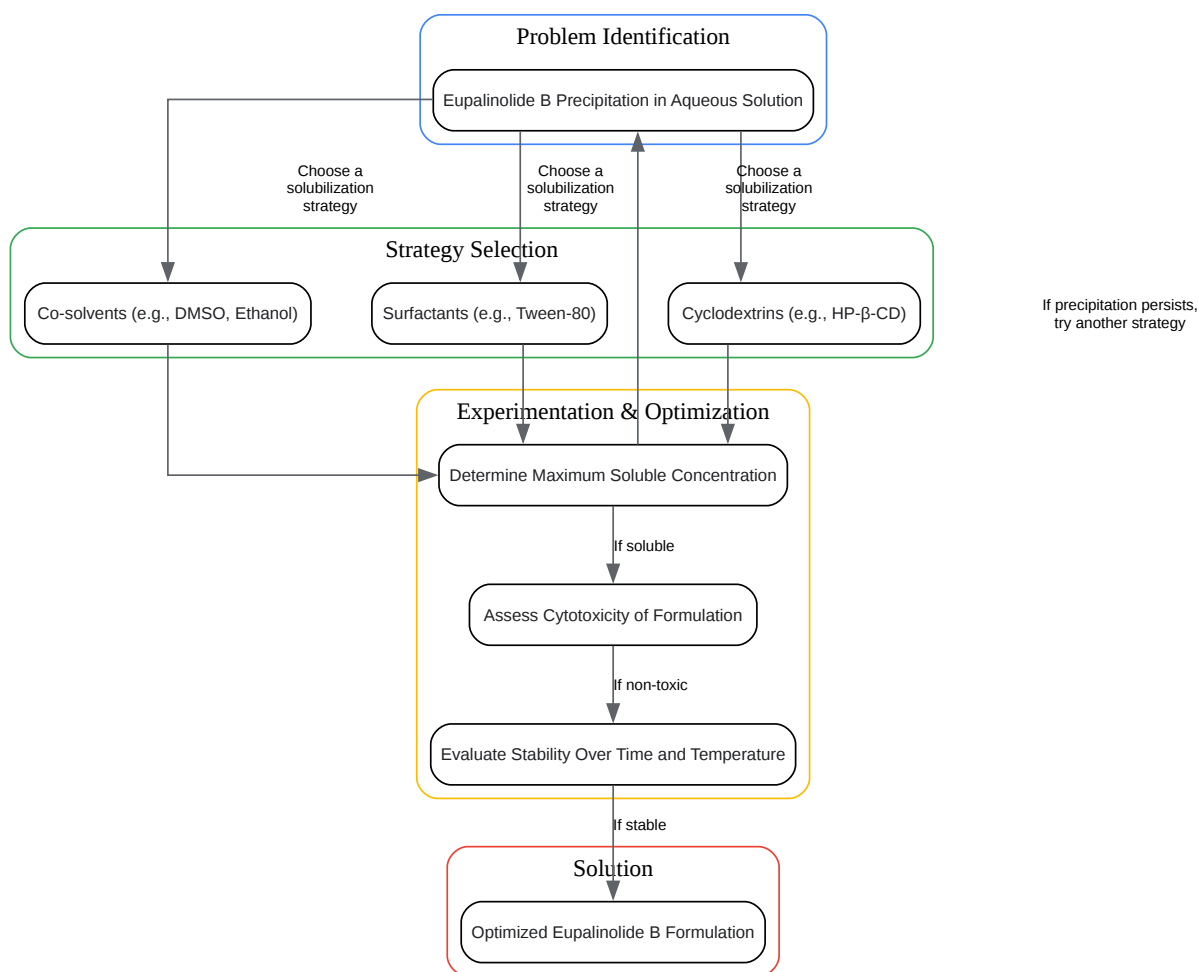 Problem Identification
Eupalinolide B Precipitation in Aqueous Solution
Choose a
solubilization
strategy
Choose a
solubilization
strategy
Choose a
solubilization
strategy
Strategy Selection
Co-solvents (e.g., DMSO, Ethanol)
Surfactants (e.g., Tween-80)
Cyclodextrins (e.g., HP-β-CD)
If precipitation persists,
try another strategy
Experimentation & Optimization
Determine Maximum Soluble Concentration
If soluble
Assess Cytotoxicity of Formulation
If non-toxic
Evaluate Stability Over Time and Temperature
If stable
Solution
Optimized Eupalinolide B Formulation